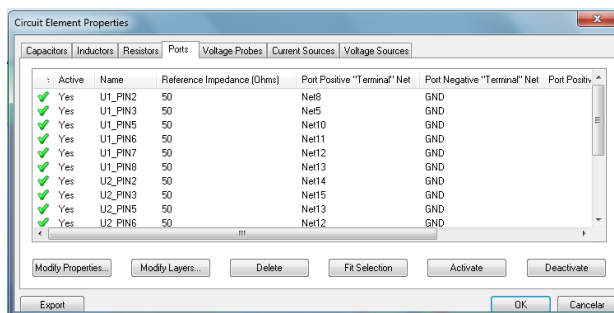 Circuit Element Properties
Capacitors Inductors Resistors Ports Voltage Probes Current Sources Voltage Sources
Active Name Reference Impedance (Ohms) Port Positive "Terminal" Net Port Negative "Terminal" Net Port Positiv
Yes U1_PIN2 50 Net8 GND
Yes U1_PIN3 50 Net5 GND
Yes U1_PIN5 50 Net10 GND
Yes U1_PIN6 50 Net11 GND
Yes U1_PIN7 50 Net12 GND
Yes U1_PIN8 50 Net13 GND
Yes U2_PIN2 50 Net14 GND
Yes U2_PIN3 50 Net15 GND
Yes U2_PIN5 50 Net13 GND
Yes U2_PIN6 50 Net12 GND
Modify Properties... Modify Layers... Delete Fit Selection Activate Deactivate
Export OK Cancelar